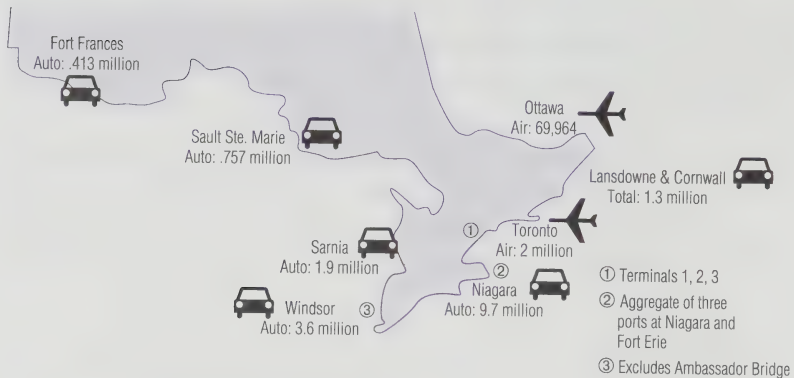 Fort Frances
Auto: .413 million
Ottawa
Air: 69,964
Sault Ste. Marie
Auto: .757 million
Lansdowne & Cornwall
Total: 1.3 million
①
Toronto
Air: 2 million
Sarnia
Auto: 1.9 million
②
Niagara
Auto: 9.7 million
③
Windsor
Auto: 3.6 million
① Terminals 1, 2, 3
② Aggregate of three
ports at Niagara and
Fort Erie
③ Excludes Ambassador Bridge